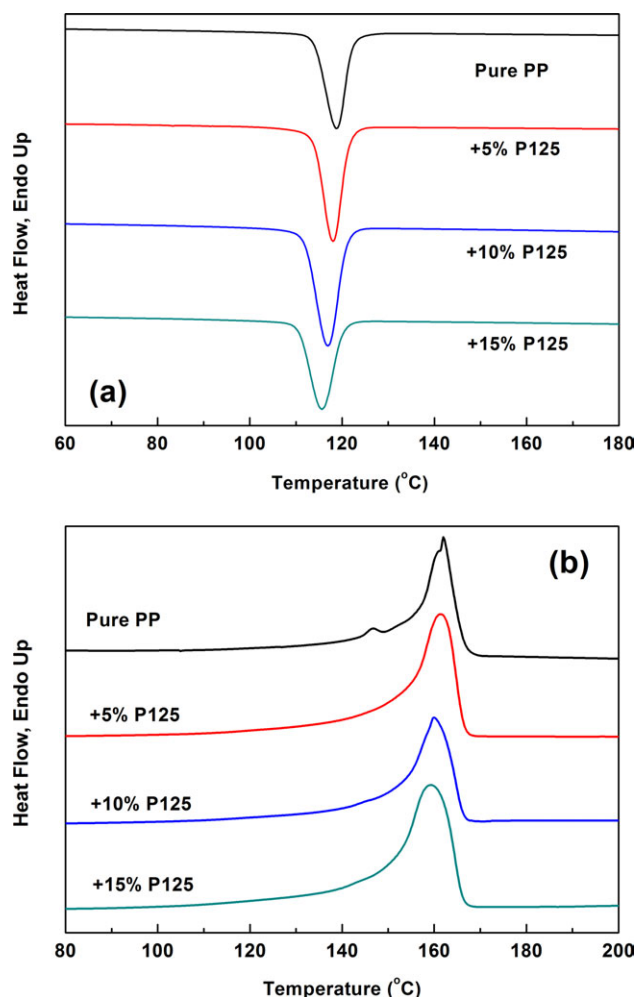 Pure PP
+5% P125
+10% P125
+15% P125
(a)
Heat Flow, Endo Up
60 80 100 120 140 160 180
Temperature (°C)
(b)
Pure PP
+5% P125
+10% P125
+15% P125
Heat Flow, Endo Up
80 100 120 140 160 180 200
Temperature (°C)